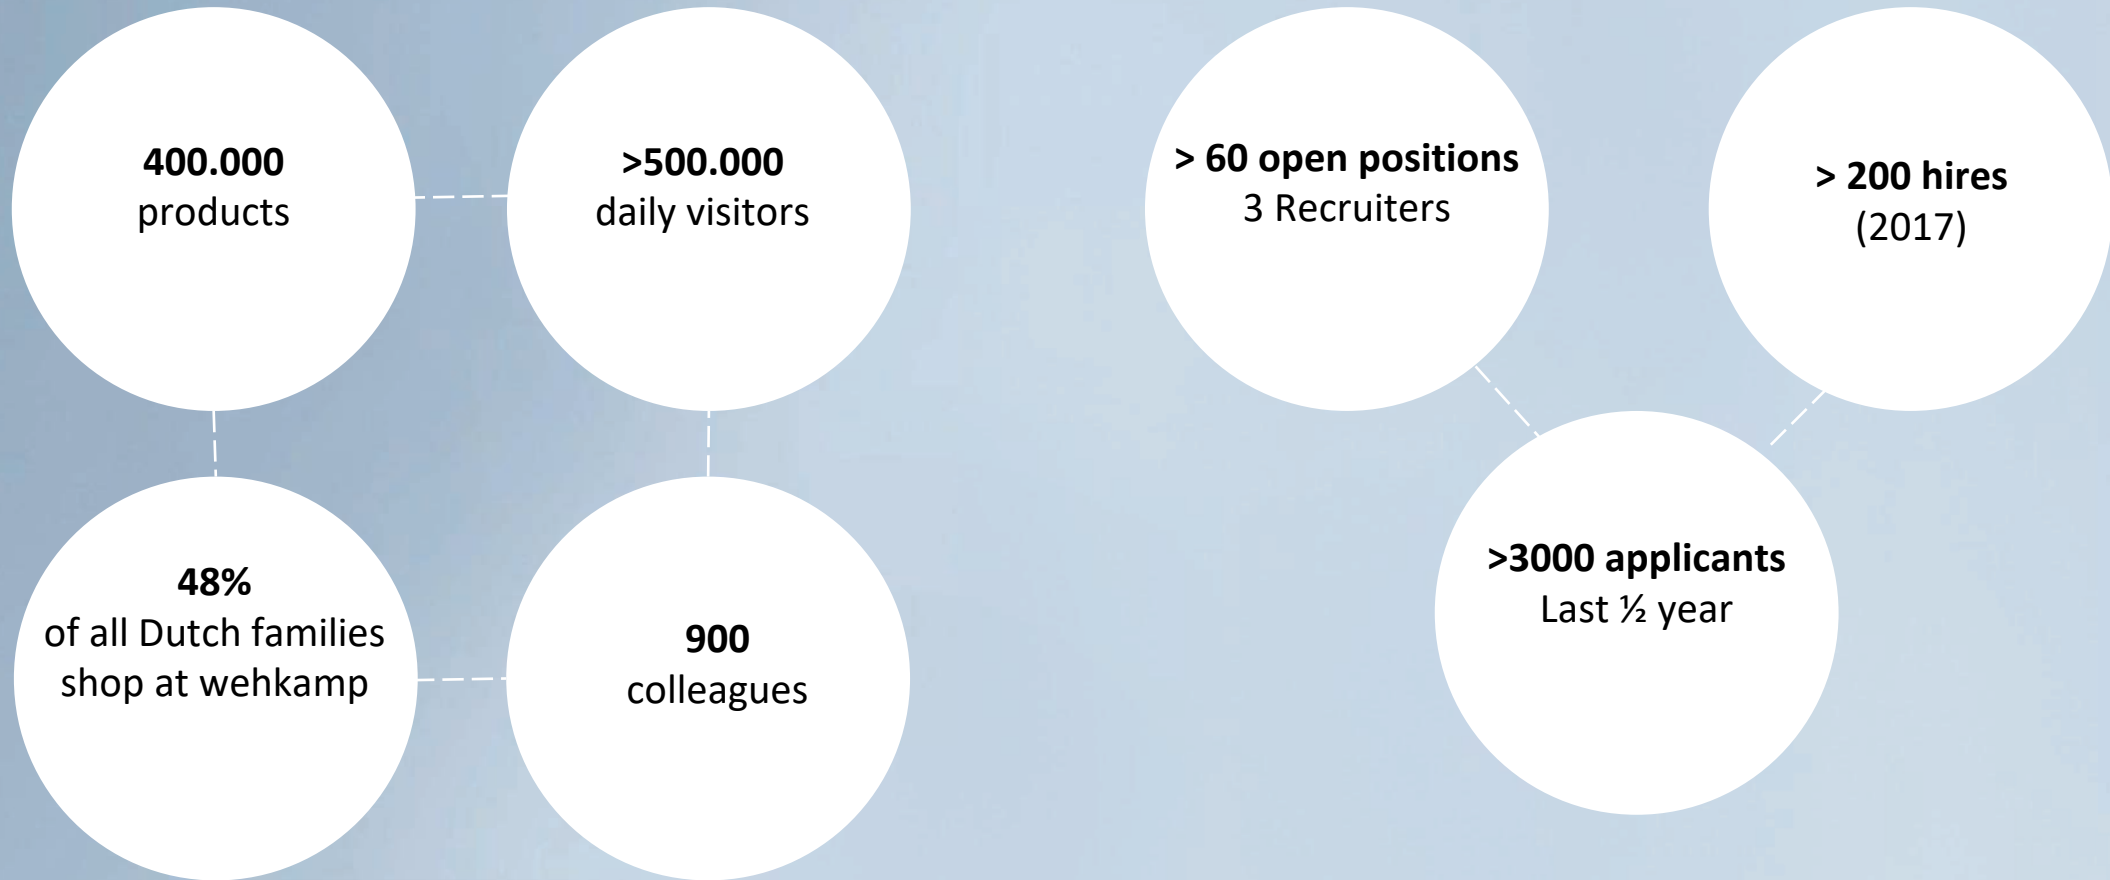 400.000
products
>500.000
daily visitors
48%
of all Dutch families
shop at wehkamp
900
colleagues
> 60 open positions
3 Recruiters
> 200 hires
(2017)
>3000 applicants
Last ½ year